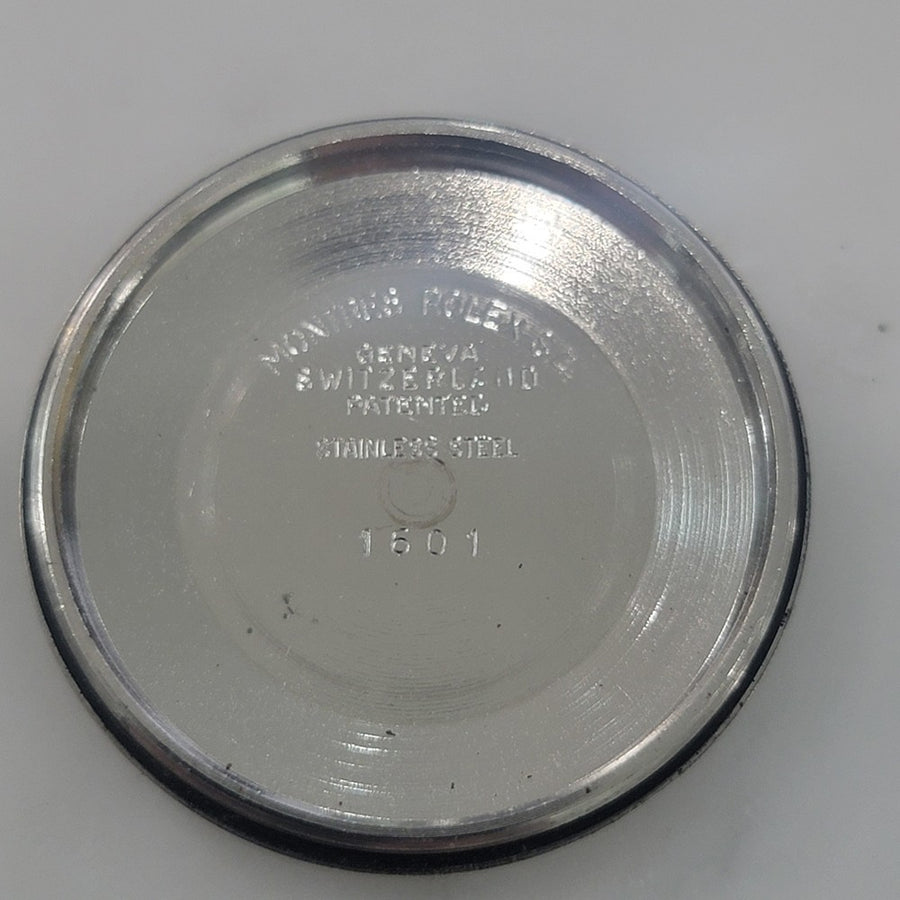 MONTRES ROLEX S.A.
GENEVA
SWITZERLAND
PATENTED
STAINLESS STEEL
1601